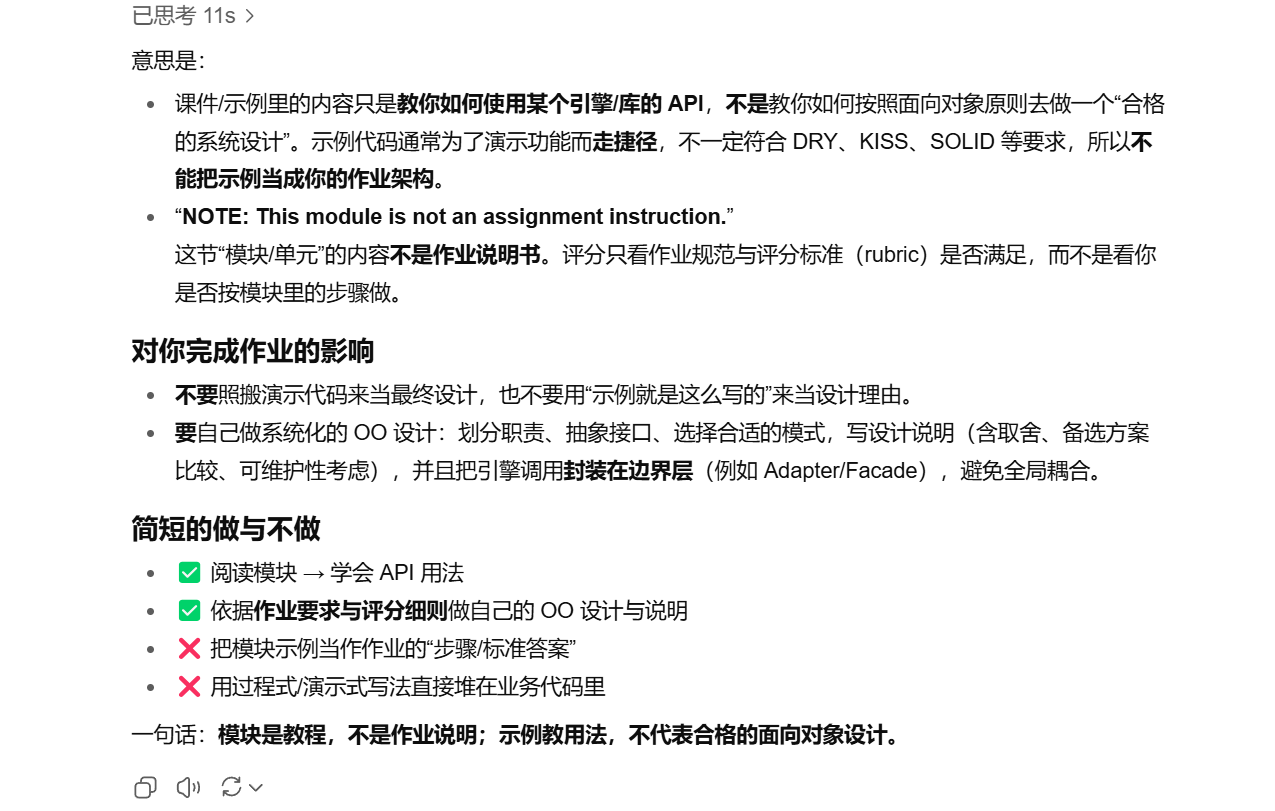 已思考 11s
意思是：
课件/示例里的内容只是教你如何使用某个引擎/库的 API，不是教你如何按照面向对象原则去做一个“合格
的系统设计”。示例代码通常为了演示功能而走捷径，不一定符合 DRY、KISS、SOLID 等要求，所以不
能把示例当成你的作业架构。
“NOTE: This module is not an assignment instruction.”
这节“模块/单元”的内容不是作业说明书。评分只看作业规范与评分标准（rubric）是否满足，而不是看你
是否按模块里的步骤做。
对你完成作业的影响
不要照搬演示代码来当最终设计，也不要用“示例就是这么写的”来当设计理由。
要自己做系统化的 OO 设计：划分职责、抽象接口、选择合适的模式，写设计说明（含取舍、备选方案
比较、可维护性考虑），并且把引擎调用封装在边界层（例如 Adapter/Facade），避免全局耦合。
简短的做与不做
✅ 阅读模块 → 学会 API 用法
✅ 依据作业要求与评分细则做自己的 OO 设计与说明
❌ 把模块示例当作作业的“步骤/标准答案”
❌ 用过程式/演示式写法直接堆在业务代码里
一句话：模块是教程，不是作业说明；示例教用法，不代表合格的面向对象设计。